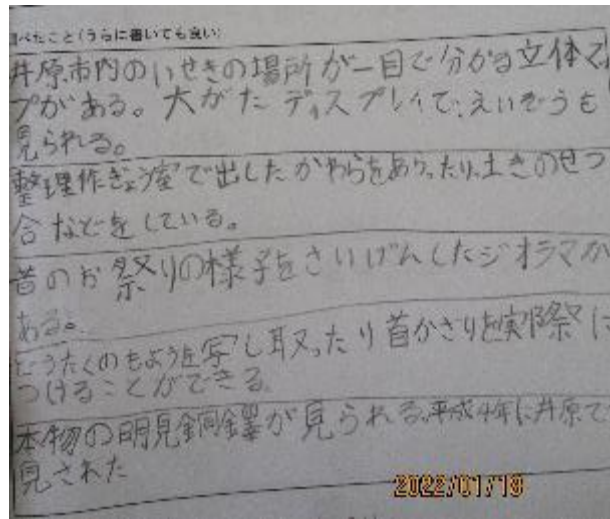 べたこと(うらに書いても良い)
井原市内のいせきの場所が一目で分かる立体
プがある。大がたディスプレイで、えいぞうも
見られる。
整理作ぎょう室で出したかわらをあらったり、土きのせつ
合などをしている。
昔のお祭りの様子をさいげんしたジオラマが
ある。
どうたくのもようを写し取ったり首かざりを実際に
つけることができる。
本物の明見銅鐸が見られる。平成4年に井原で
見された
2022/01/19